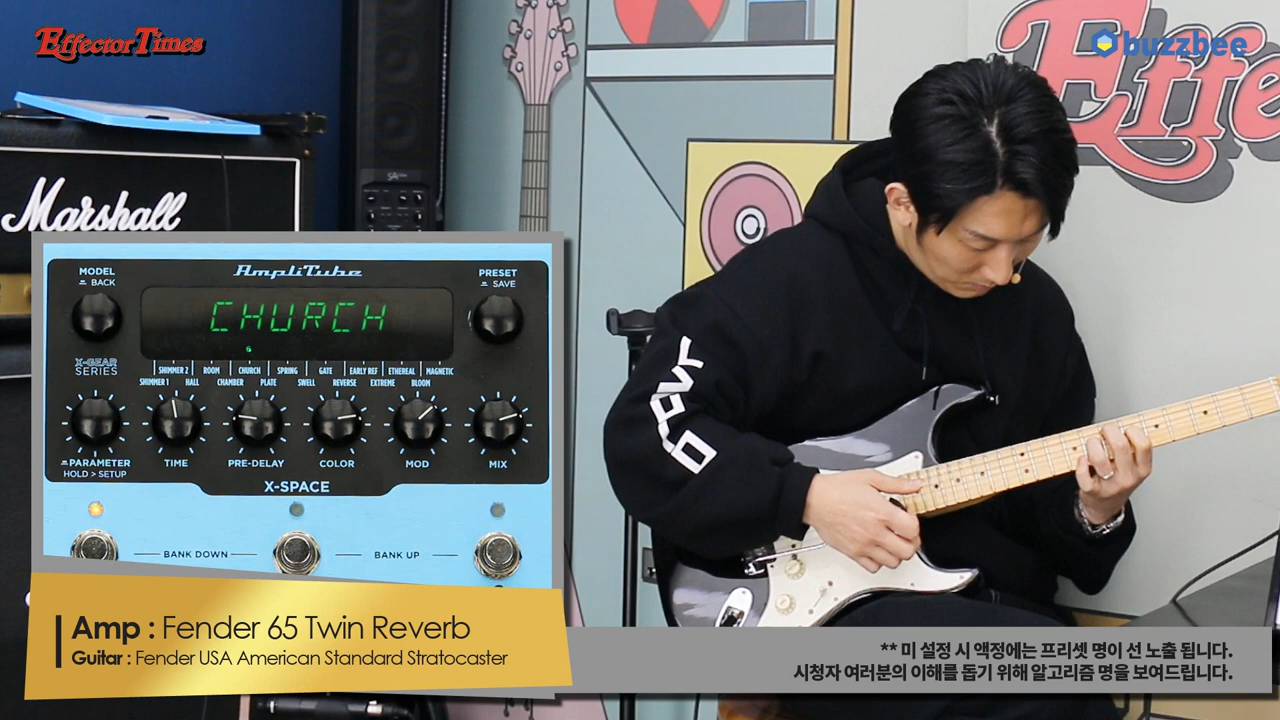 EffectorTimes
buzzbee
Effe
Marshall
MODEL
BACK
AmpliTube
PRESET
SAVE
CHURCH
6
X-GEAR
SERIES
SHIMMER 2 ROOM CHURCH SPRING GATE EARLY REF ETHEREAL MAGNETIC
SHIMMER 1 HALL CHAMBER PLATE SWELL REVERSE EXTREME BLOOM
PARAMETER
HOLD > SETUP
TIME
PRE-DELAY
COLOR
MOD
MIX
X-SPACE
BANK DOWN
BANK UP
Amp : Fender 65 Twin Reverb
Guitar : Fender USA American Standard Stratocaster
** 미 설정 시 액정에는 프리셋 명이 선 노출 됩니다.
시청자 여러분의 이해를 돕기 위해 알고리즘 명을 보여드립니다.